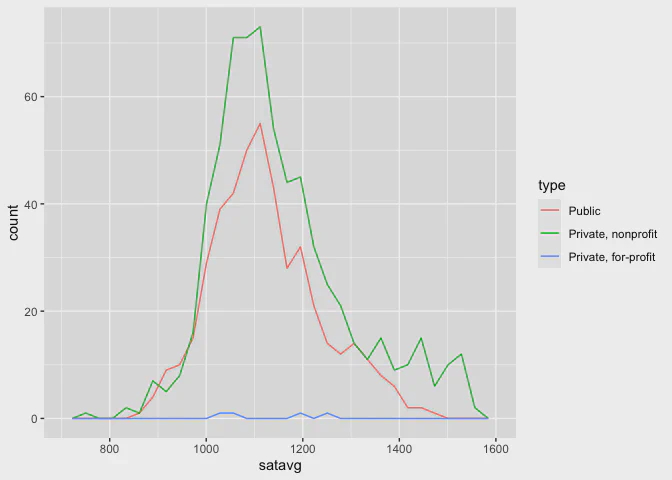 count
60
40
20
0
800
1000
1200
1400
1600
satavg
type
Public
Private, nonprofit
Private, for-profit